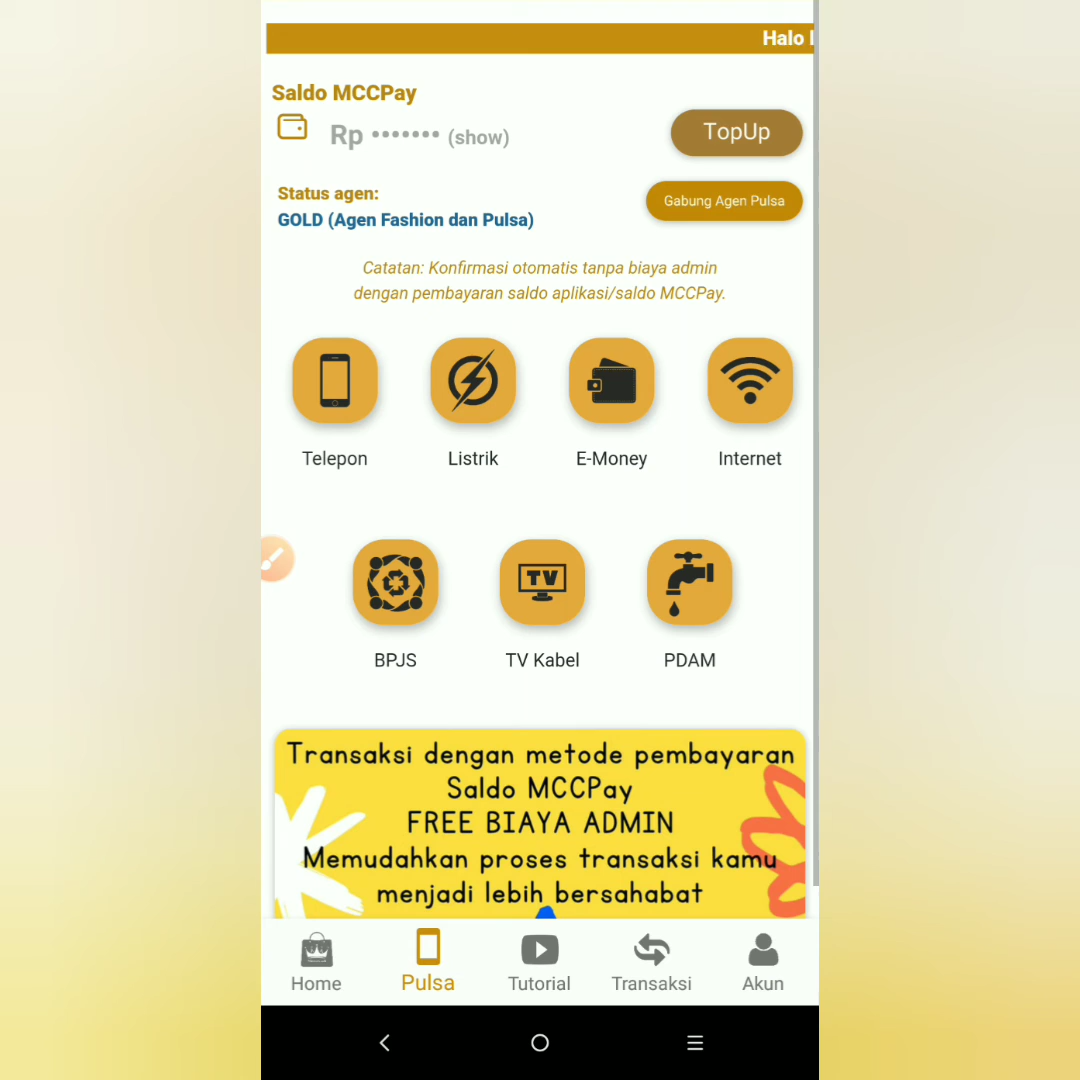 Halo
Saldo MCCPay
Rp ••••••• (show)
TopUp
Status agen:
GOLD (Agen Fashion dan Pulsa)
Gabung Agen Pulsa
Catatan: Konfirmasi otomatis tanpa biaya admin
dengan pembayaran saldo aplikasi/saldo MCCPay.
Telepon
Listrik
E-Money
Internet
TV
BPJS
TV Kabel
PDAM
Transaksi dengan metode pembayaran
Saldo MCCPay
FREE BIAYA ADMIN
Memudahkan proses transaksi kamu
menjadi lebih bersahabat
Home
Pulsa
Tutorial
Transaksi
Akun